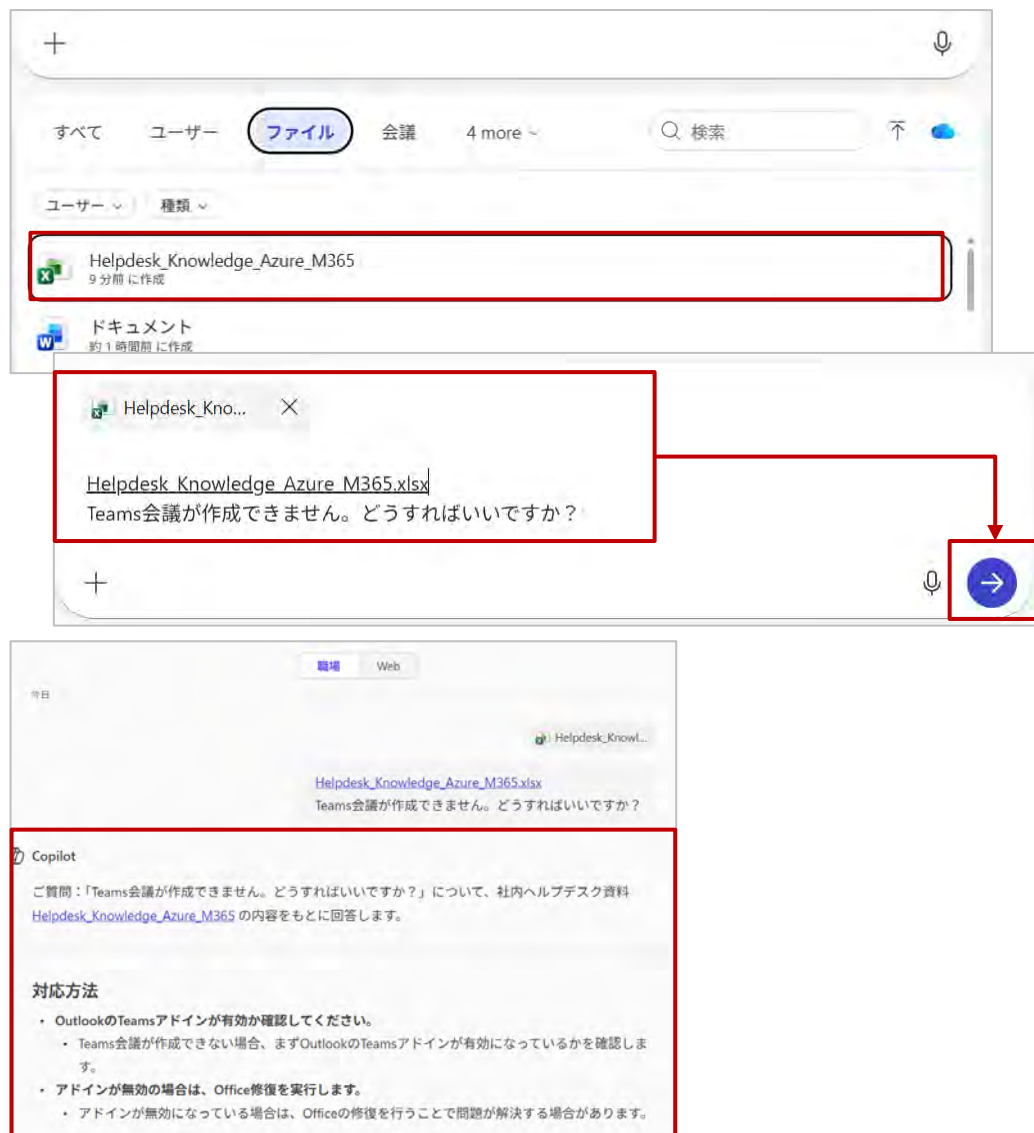 すべて ユーザー ファイル 会議 4 more 検索
ユーザー 種類
Helpdesk_Knowledge_Azure_M365
9 分前 に作成
ドキュメント
約 1 時間前 に作成
Helpdesk_Kno...
Helpdesk_Knowledge_Azure_M365.xlsx
Teams会議が作成できません。どうすればいいですか？
職場 Web
今日
Helpdesk_Knowl...
Helpdesk_Knowledge_Azure_M365.xlsx
Teams会議が作成できません。どうすればいいですか？
Copilot
ご質問：「Teams会議が作成できません。どうすればいいですか？」について、社内ヘルプデスク資料
Helpdesk_Knowledge_Azure_M365 の内容をもとに回答します。
対応方法
・ OutlookのTeamsアドインが有効か確認してください。
・ Teams会議が作成できない場合、まずOutlookのTeamsアドインが有効になっているかを確認しま
す。
・ アドインが無効の場合は、Office修復を実行します。
・ アドインが無効になっている場合は、Officeの修復を行うことで問題が解決する場合があります。